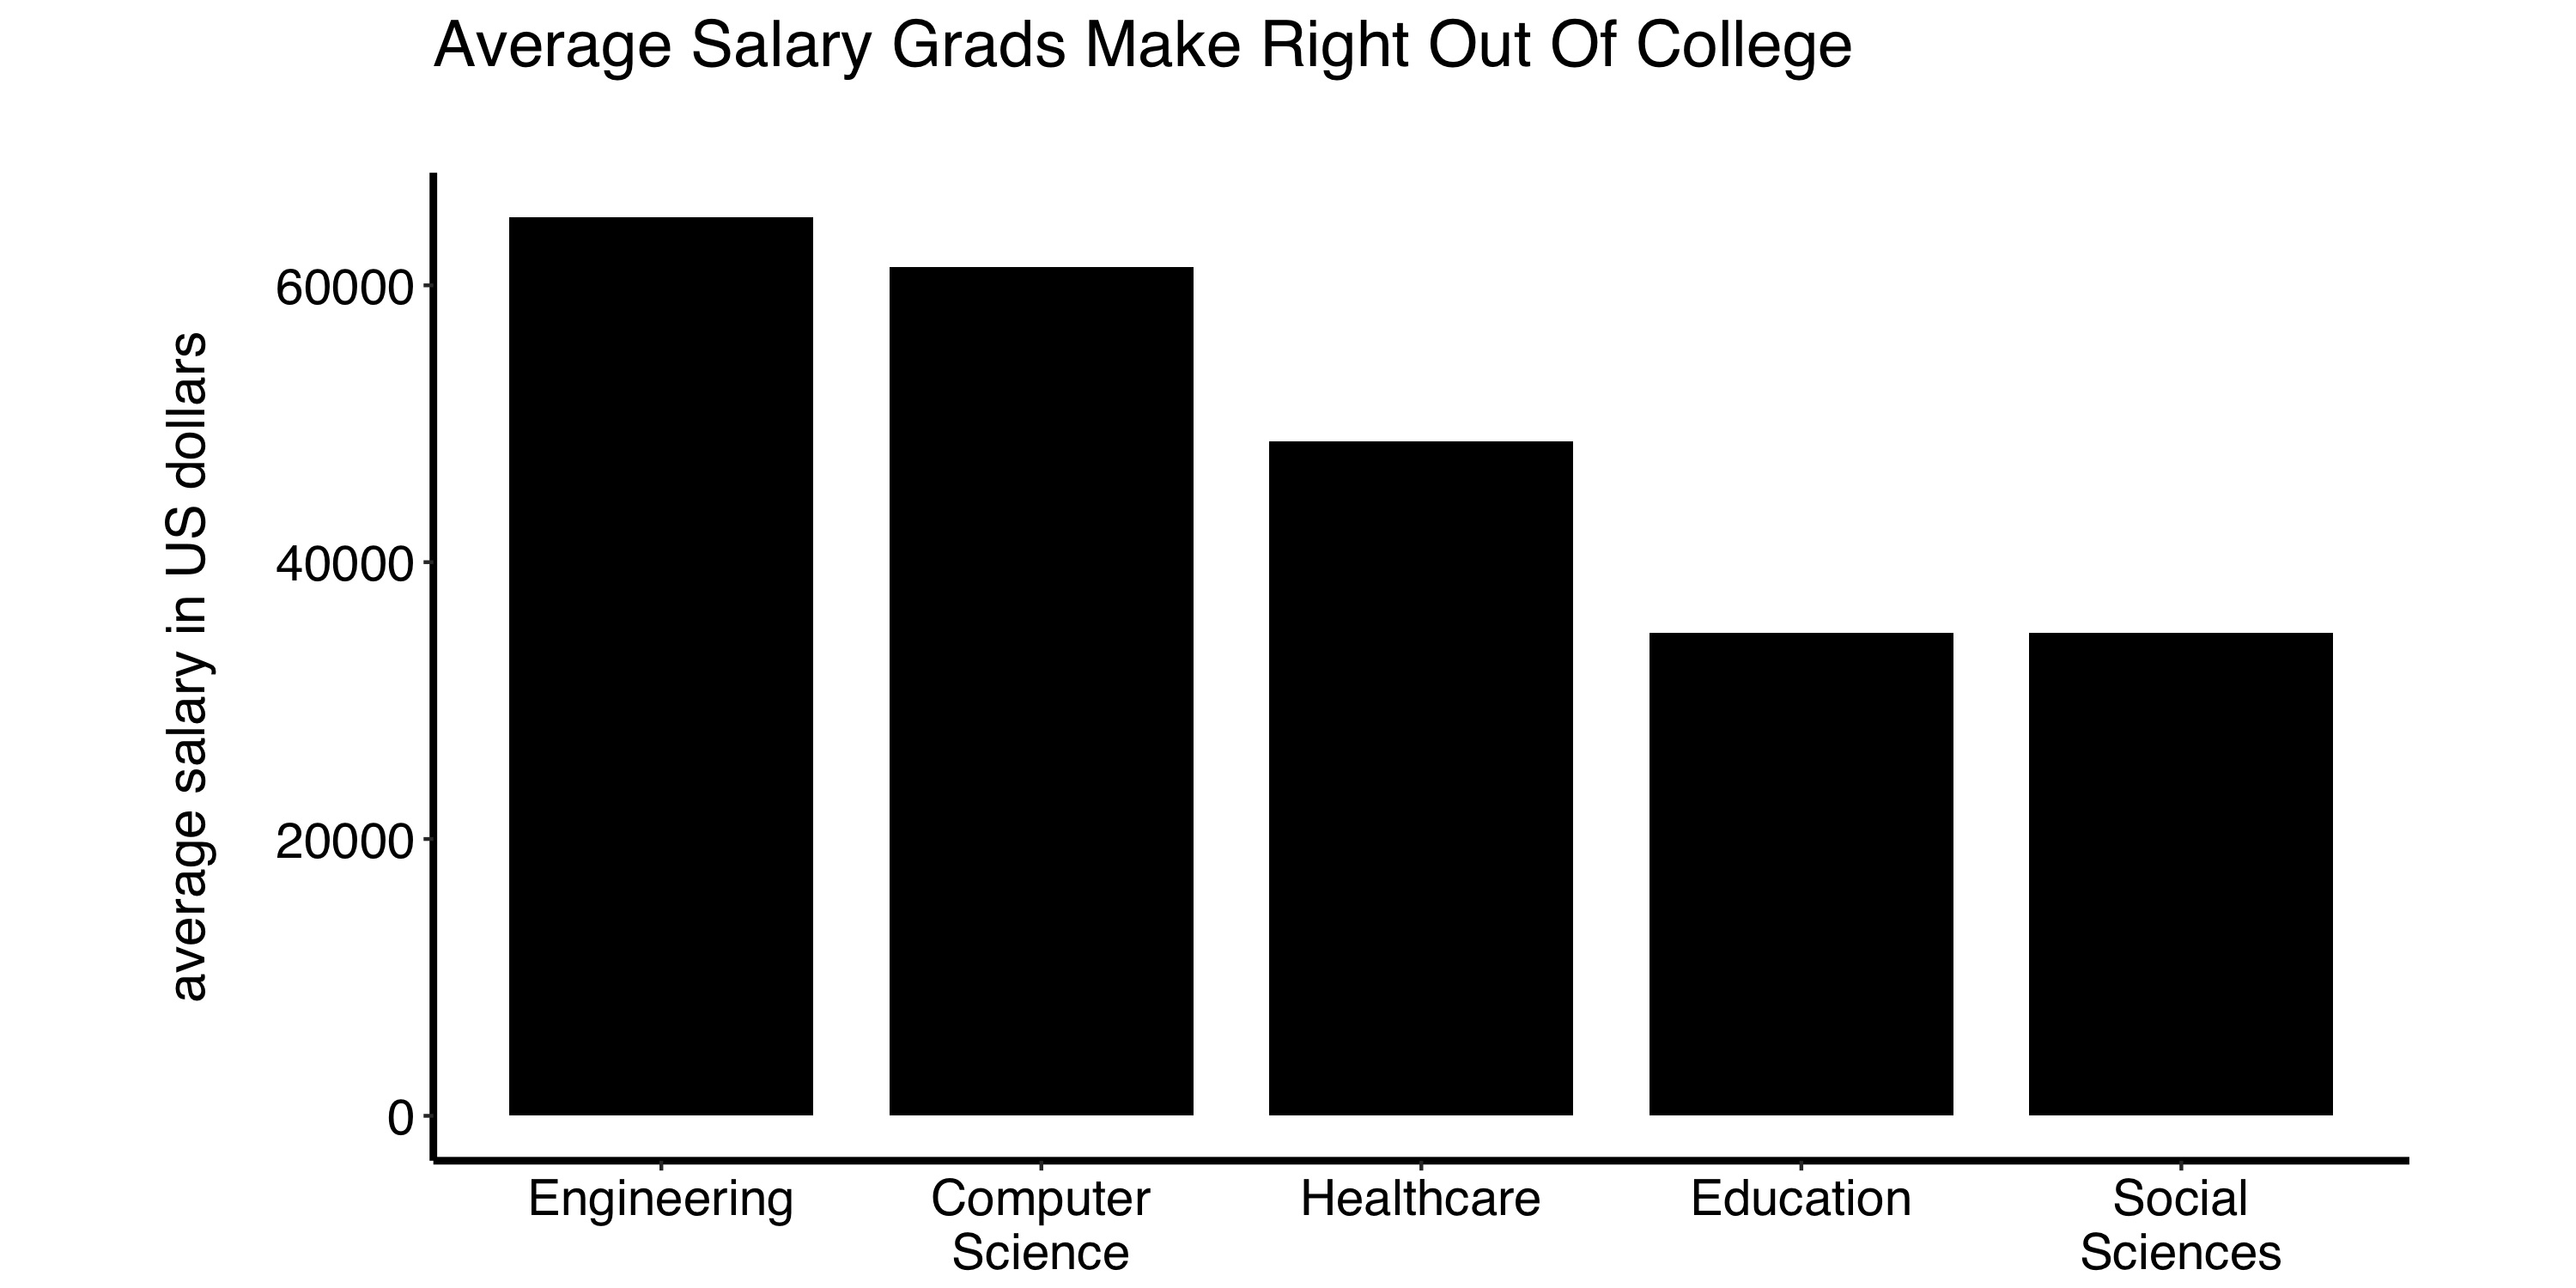 Average Salary Grads Make Right Out Of College
average salary in US dollars
60000
40000
20000
0
Engineering
Computer
Science
Healthcare
Education
Social
Sciences